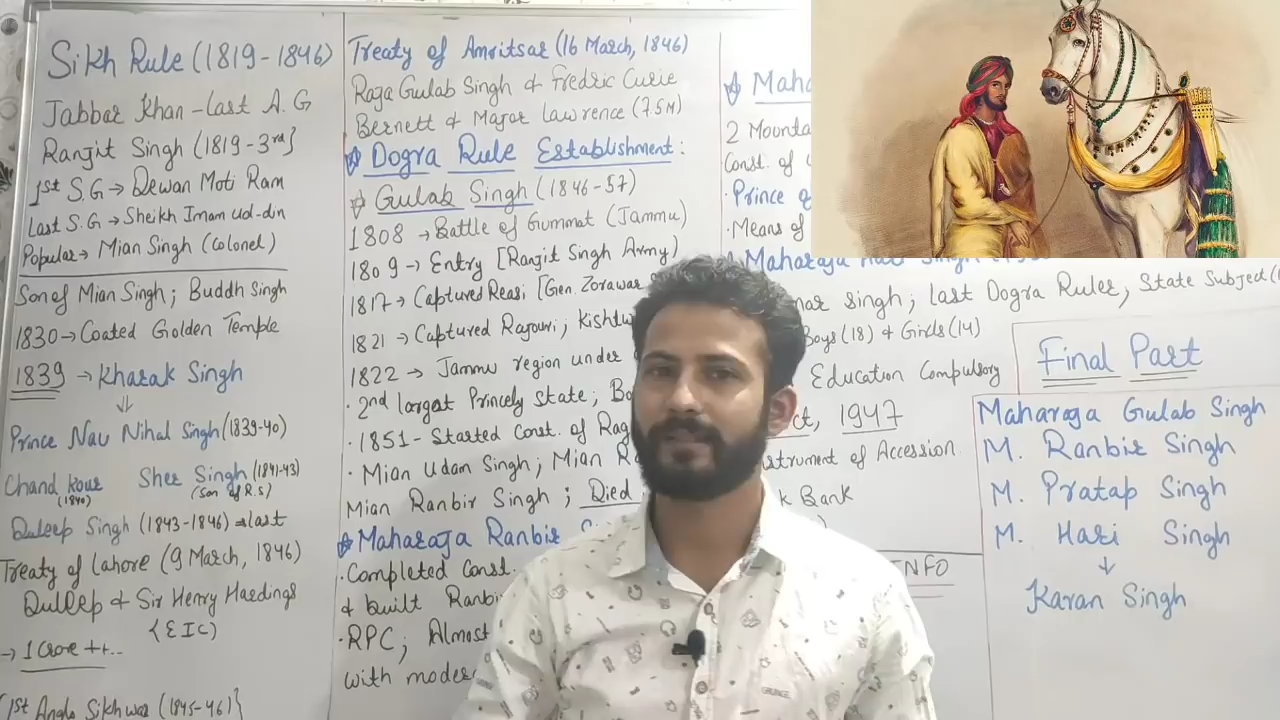 Sikh Rule (1819-1846)
Jabbar Khan - last A.G
Ranjit Singh (1819-3rd]
1st S.G → Dewan Moti Ram
Last S.G → Sheikh Imam ud-din
Popular → Mian Singh (Colonel)
Son of Mian Singh; Buddh Singh
1830 → Coated Golden Temple
1839 → Kharak Singh
⇓
Prince Nau Nihal Singh (1839-40)
Chand kour Sher Singh (1841-43)
(1840) (Son of R.S)
Duleep Singh (1843-1846) → last
Treaty of Lahore (9 March, 1846)
Duleep & Sir Henry Hardings
{EIC}
→ 1 Crore ++..
(1st Anglo Sikh war (1845-46)}
Treaty of Amritsar (16 March, 1846)
Raja Gulab Singh & Fredric Curie
Bernett & Major Lawrence (7.5M)
Dogra Rule Establishment:
Gulab Singh (1846-57)
1808 → Battle of Gummat (Jammu)
1809 → Entry [Ranjit Singh Army)
1817 → Captured Reasi [Gen. Zorawar
1821 → Captured Rajouri; Kishtw
1822 → Jammu region under
· 2nd largest Princely State;
· 1851 - Started Const. of Rag
· Mian Udam Singh; Mian
Mian Ranbir Singh; Died
Maharaja Ranbir
· Completed Const.
& built Ranbi
· RPC; Almost
with moder
Maha
2 Mounta
Const. of
· Prince of
· Means of
Maharaja Hari Singh
Singh; last Dogra Ruler, State Subject
Boys (18) & Girls (14)
Education Compulsory
ct, 1947
strument of Accession
k Bank
INFO
Final Part
Maharaja Gulab Singh
M. Ranbir Singh
M. Pratap Singh
M. Hari Singh
↓
Karan Singh